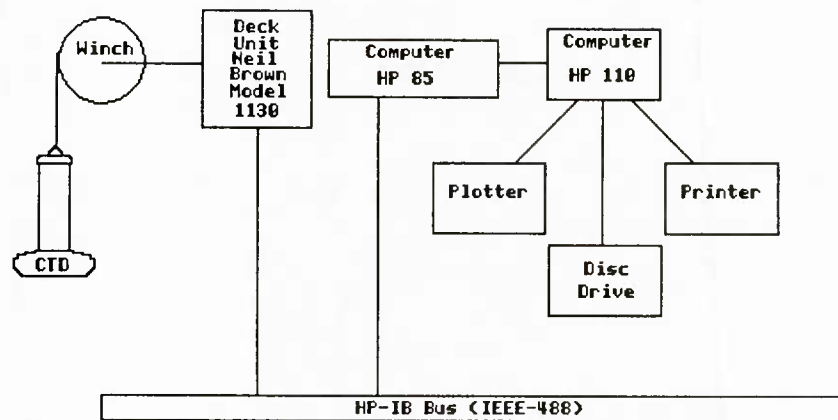 Winch
Deck
Unit
Neil
Brown
Model
1130
Computer
HP 85
Computer
HP 110
Plotter
Printer
Disc
Drive
CTD
HP-IB Bus (IEEE-488)